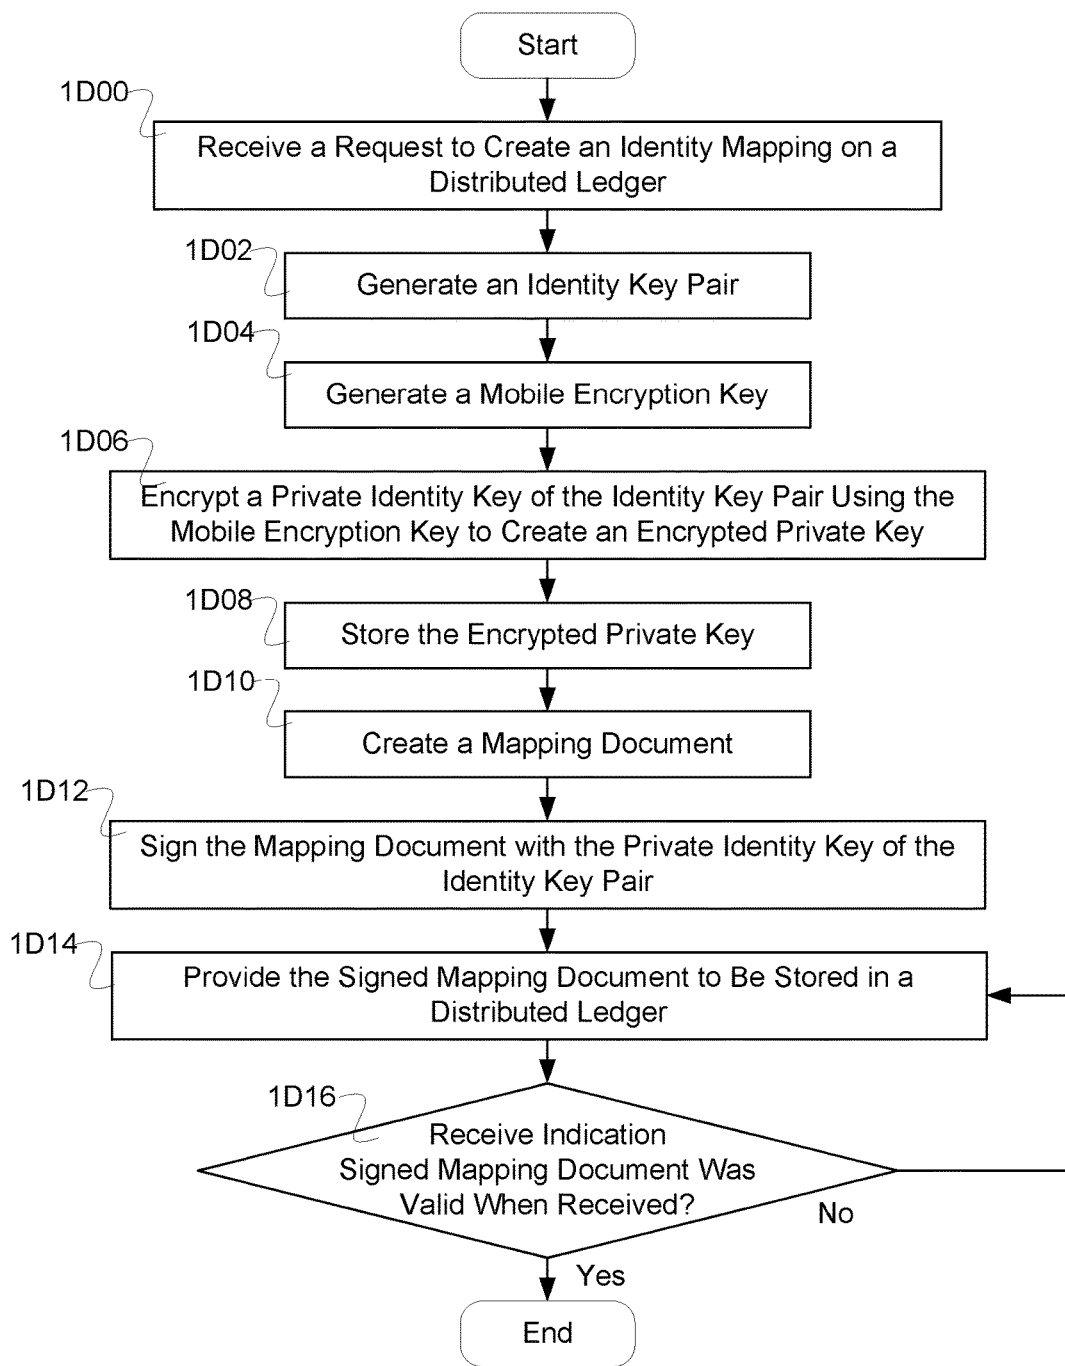 Start
1D00
Receive a Request to Create an Identity Mapping on a
Distributed Ledger
1D02
Generate an Identity Key Pair
1D04
Generate a Mobile Encryption Key
1D06
Encrypt a Private Identity Key of the Identity Key Pair Using the
Mobile Encryption Key to Create an Encrypted Private Key
1D08
Store the Encrypted Private Key
1D10
Create a Mapping Document
1D12
Sign the Mapping Document with the Private Identity Key of the
Identity Key Pair
1D14
Provide the Signed Mapping Document to Be Stored in a
Distributed Ledger
1D16
Receive Indication
Signed Mapping Document Was
Valid When Received?
No
Yes
End